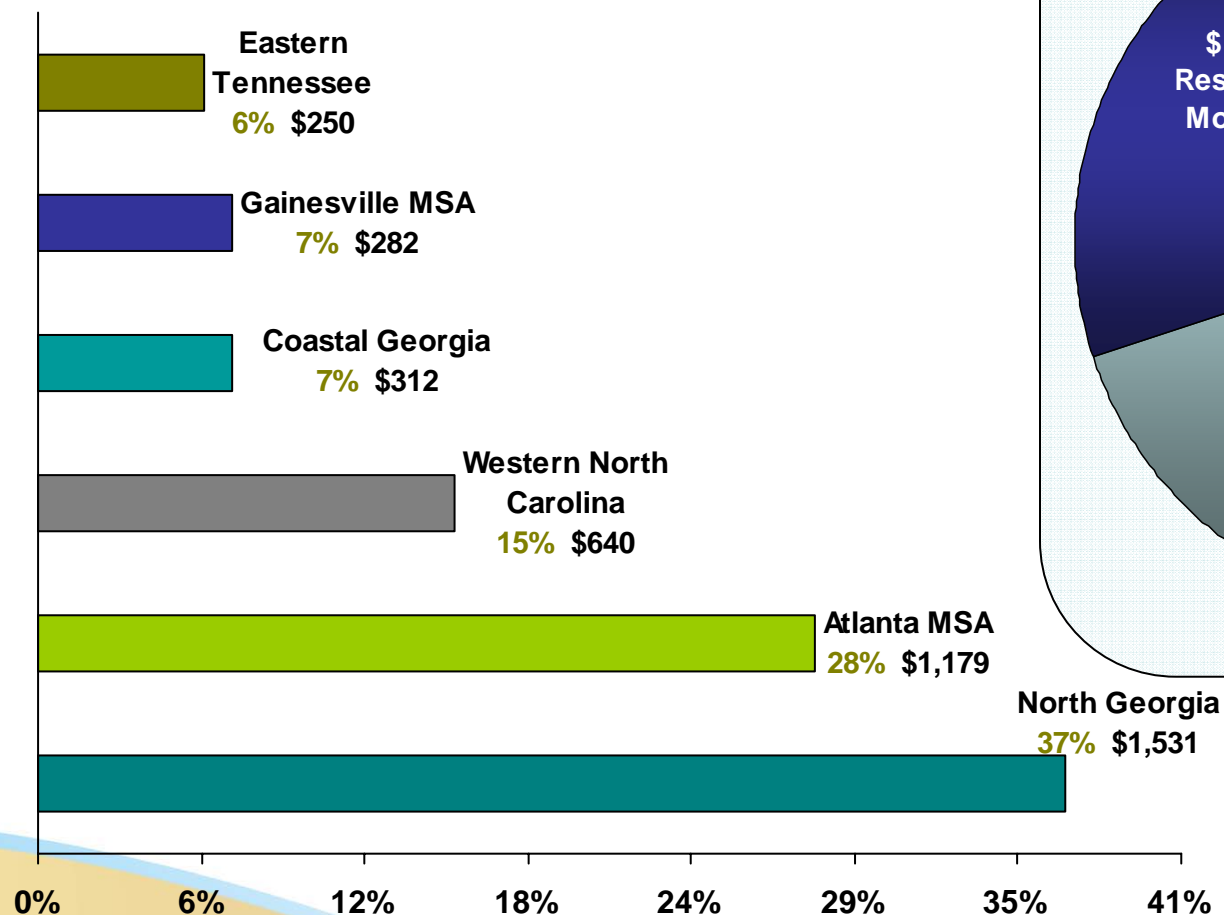 Eastern
Tennessee
6% $250
Gainesville MSA
7% $282
Coastal Georgia
7% $312
Western North
Carolina
15% $640
Atlanta MSA
28% $1,179
North Georgia
37% $1,531
0% 6% 12% 18% 24% 29% 35% 41%
$